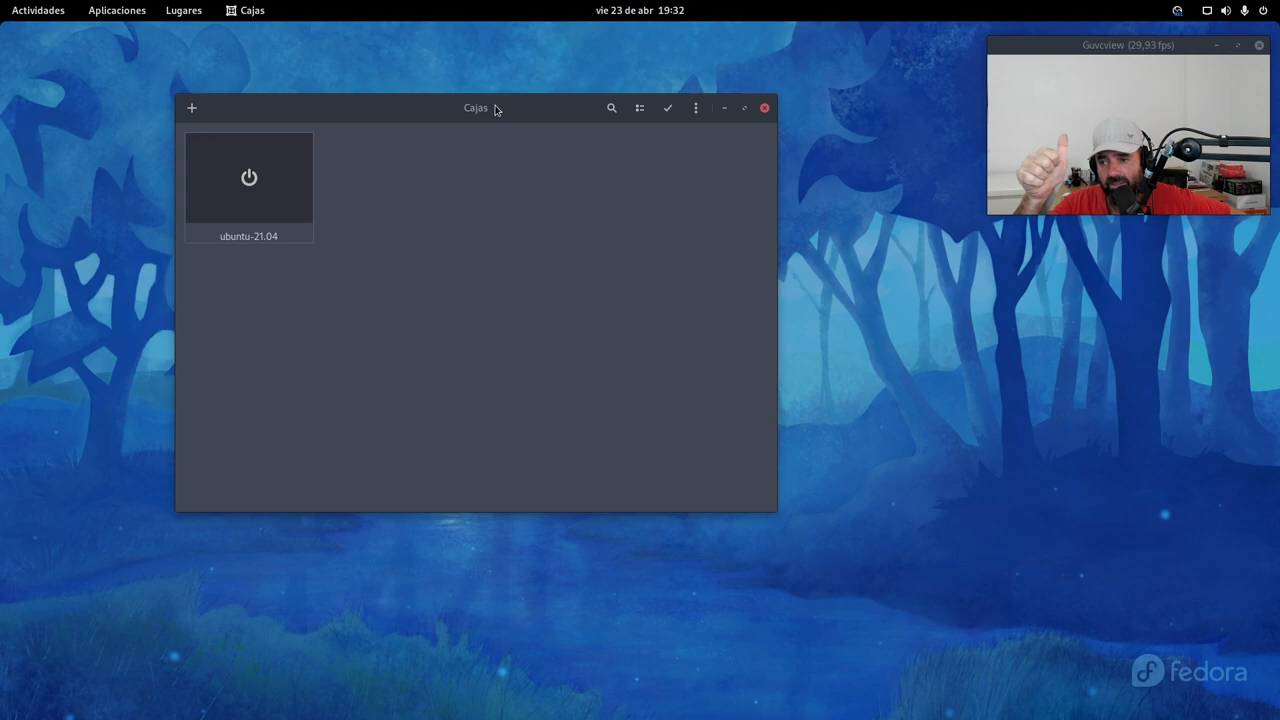 Actividades Aplicaciones Lugares Cajas vie 23 de abr 19:32
Guvcview (29,93 fps)
Cajas
ubuntu-21.04
fedora